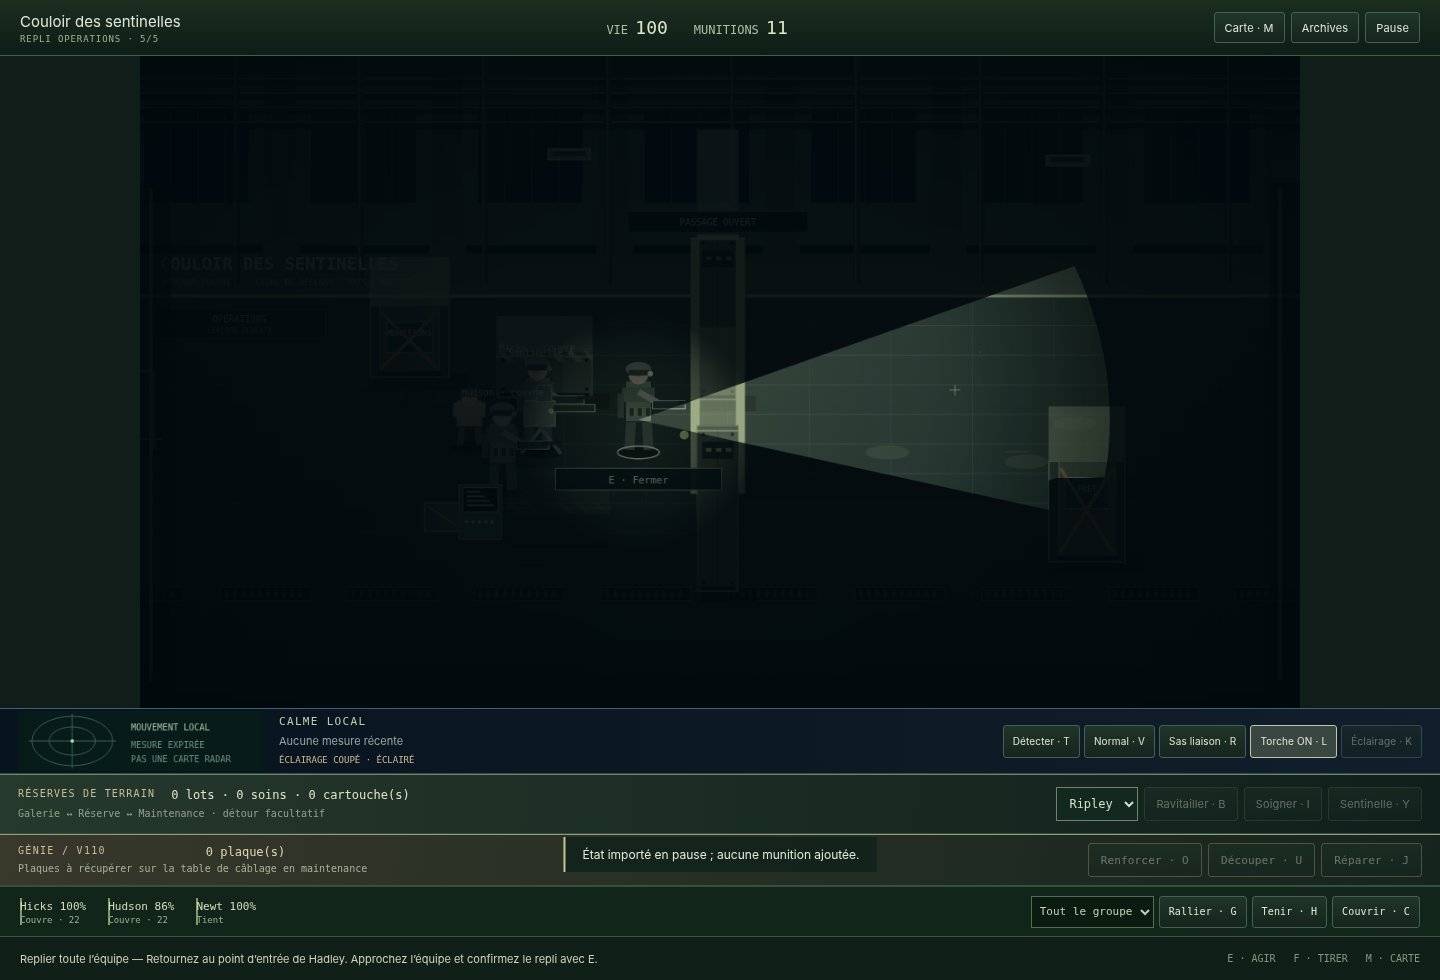 Couloir des sentinelles
REPLI OPERATIONS · 5/5
VIE 100 MUNITIONS 11
Carte · M Archives Pause
PASSAGE OUVERT
COULOIR DES SENTINELLES
OPERATIONS
E · Fermer
MOUVEMENT LOCAL
MESURE EXPIRÉE
PAS UNE CARTE RADAR
CALME LOCAL
Aucune mesure récente
ÉCLAIRAGE COUPÉ · ÉCLAIRÉ
Détecter · T Normal · V Sas liaison · R Torche ON · L Éclairage · K
RÉSERVES DE TERRAIN 0 lots · 0 soins · 0 cartouche(s)
Galerie ↔ Réserve ↔ Maintenance · détour facultatif
Ripley Ravitailler · B Soigner · I Sentinelle · Y
GÉNIE / V110 0 plaque(s)
Plaques à récupérer sur la table de câblage en maintenance
État importé en pause ; aucune munition ajoutée.
Renforcer · O Découper · U Réparer · J
Hicks 100% Hudson 86% Newt 100%
Couvre · 22 Couvre · 22 Tient
Tout le groupe Rallier · G Tenir · H Couvrir · C
Replier toute l'équipe — Retournez au point d'entrée de Hadley. Approchez l'équipe et confirmez le repli avec E.
E · AGIR F · TIRER M · CARTE